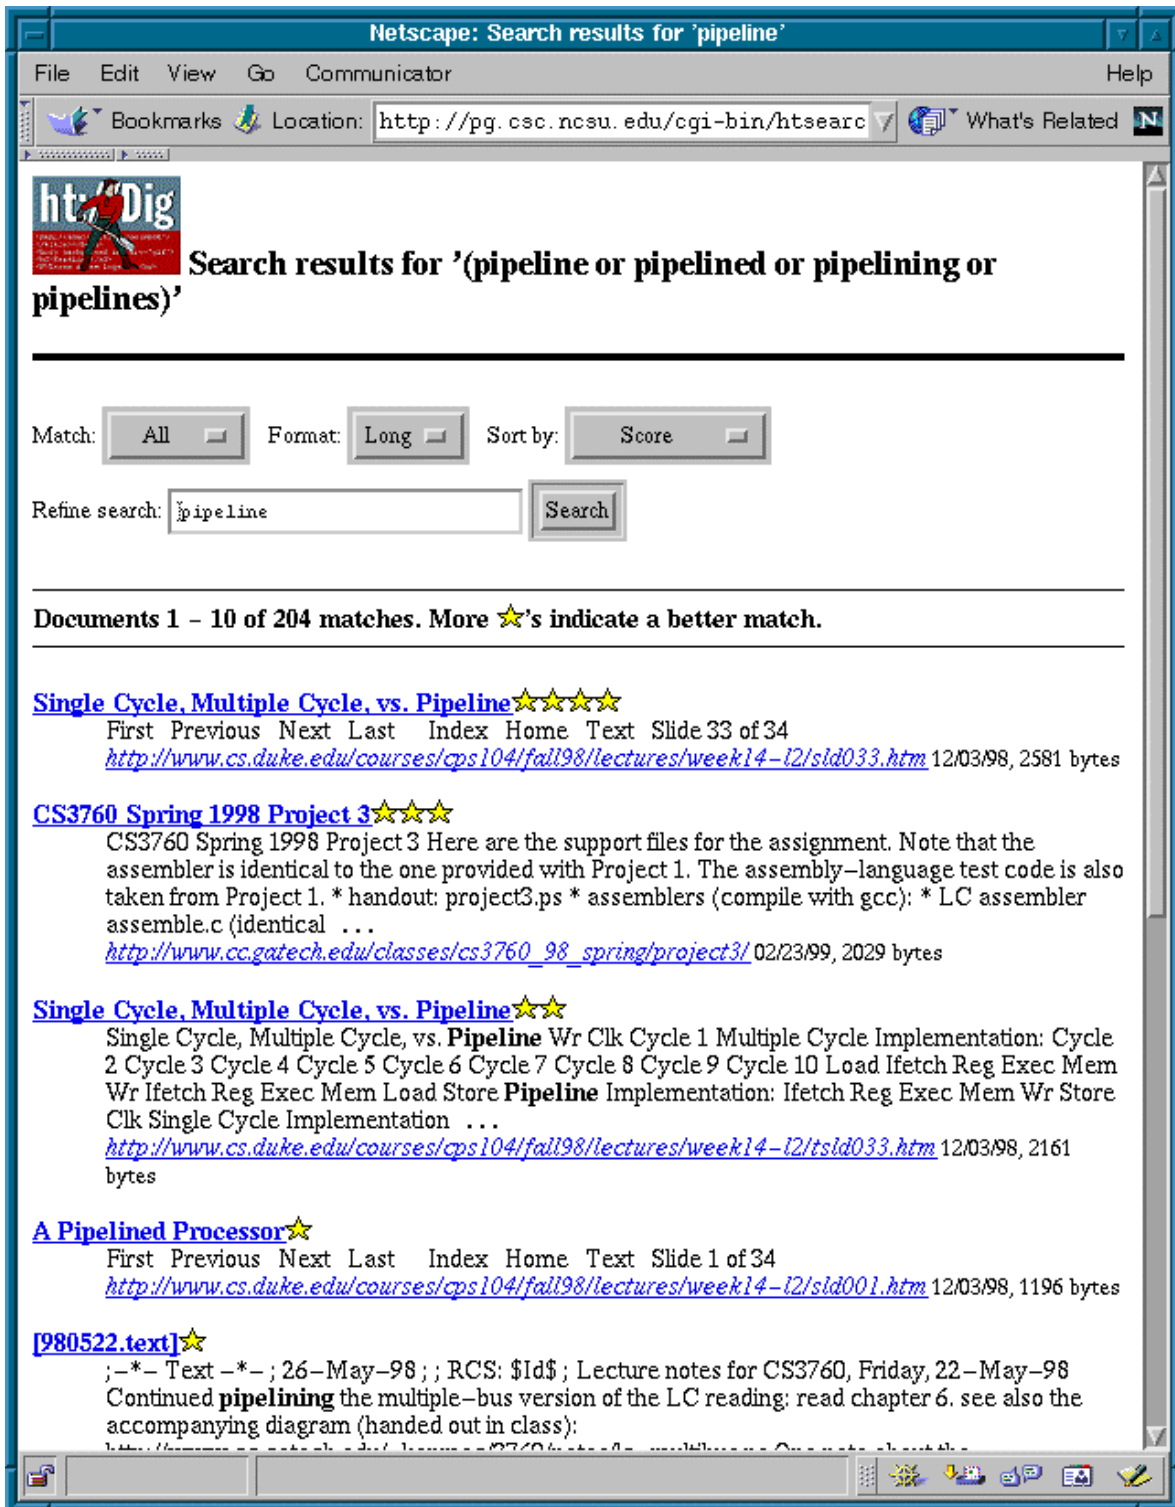 Netscape: Search results for 'pipeline'
File Edit View Go Communicator Help
Bookmarks Location: http://pg.csc.ncsu.edu/cgi-bin/htsearc What's Related N
ht://Dig
Search results for '(pipeline or pipelined or pipelining or
pipelines)'
Match: All Format: Long Sort by: Score
Refine search: pipeline Search
Documents 1 – 10 of 204 matches. More 's indicate a better match.
Single Cycle, Multiple Cycle, vs. Pipeline
First Previous Next Last Index Home Text Slide 33 of 34
http://www.cs.duke.edu/courses/cps104/fall98/lectures/week14–l2/sld033.htm 12/03/98, 2581 bytes
CS3760 Spring 1998 Project 3
CS3760 Spring 1998 Project 3 Here are the support files for the assignment. Note that the
assembler is identical to the one provided with Project 1. The assembly–language test code is also
taken from Project 1. * handout: project3.ps * assemblers (compile with gcc): * LC assembler
assemble.c (identical ...
http://www.cc.gatech.edu/classes/cs3760_98_spring/project3/ 02/23/99, 2029 bytes
Single Cycle, Multiple Cycle, vs. Pipeline
Single Cycle, Multiple Cycle, vs. Pipeline Wr Clk Cycle 1 Multiple Cycle Implementation: Cycle
2 Cycle 3 Cycle 4 Cycle 5 Cycle 6 Cycle 7 Cycle 8 Cycle 9 Cycle 10 Load Ifetch Reg Exec Mem
Wr Ifetch Reg Exec Mem Load Store Pipeline Implementation: Ifetch Reg Exec Mem Wr Store
Clk Single Cycle Implementation ...
http://www.cs.duke.edu/courses/cps104/fall98/lectures/week14–l2/tsld033.htm 12/03/98, 2161
bytes
A Pipelined Processor
First Previous Next Last Index Home Text Slide 1 of 34
http://www.cs.duke.edu/courses/cps104/fall98/lectures/week14–l2/sld001.htm 12/03/98, 1196 bytes
[980522.text]
;–*– Text –*– ; 26–May–98 ; ; RCS: $Id$ ; Lecture notes for CS3760, Friday, 22–May–98
Continued pipelining the multiple–bus version of the LC reading: read chapter 6. see also the
accompanying diagram (handed out in class):